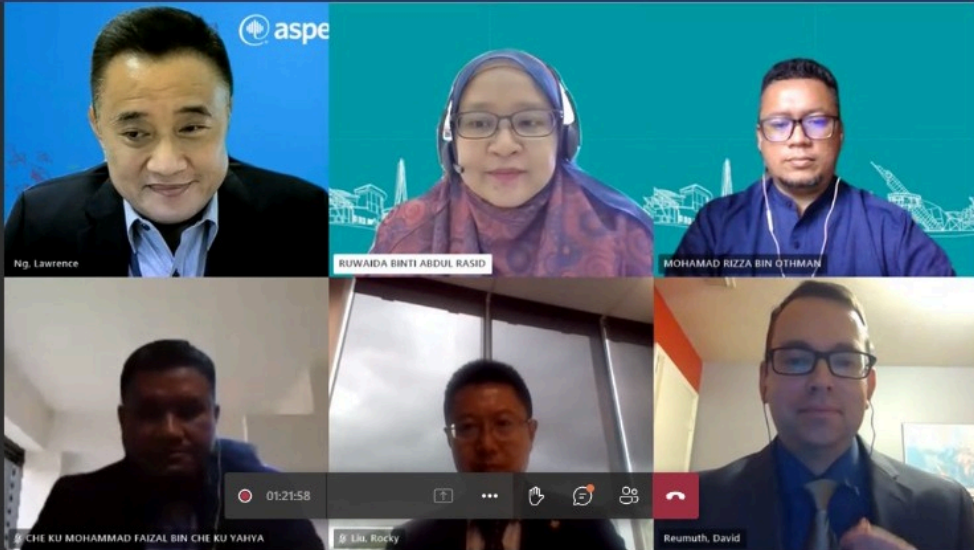 aspe
Ng, Lawrence
RUWAIDA BINTI ABDUL RASID
MOHAMAD RIZZA BIN OTHMAN
01:21:58
CHE KU MOHAMMAD FAIZAL BIN CHE KU YAHYA
Liu, Rocky
Reumuth, David